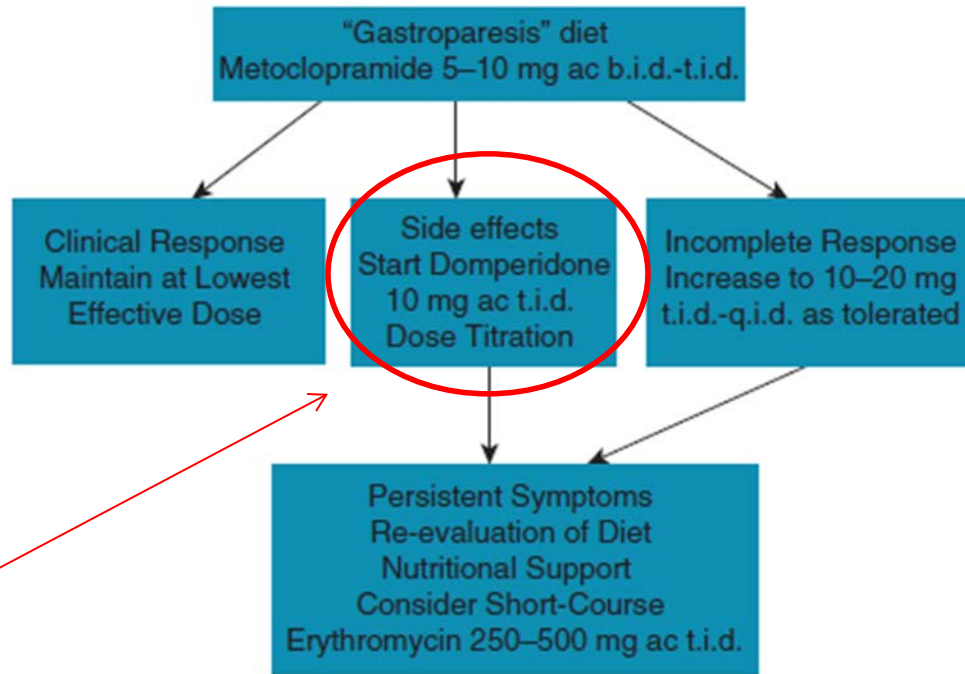 “Gastroparesis” diet
Metoclopramide 5–10 mg ac b.i.d.-t.i.d.
Clinical Response
Maintain at Lowest
Effective Dose
Side effects
Start Domperidone
10 mg ac t.i.d.
Dose Titration
Incomplete Response
Increase to 10–20 mg
t.i.d.-q.i.d. as tolerated
Persistent Symptoms
Re-evaluation of Diet
Nutritional Support
Consider Short-Course
Erythromycin 250–500 mg ac t.i.d.